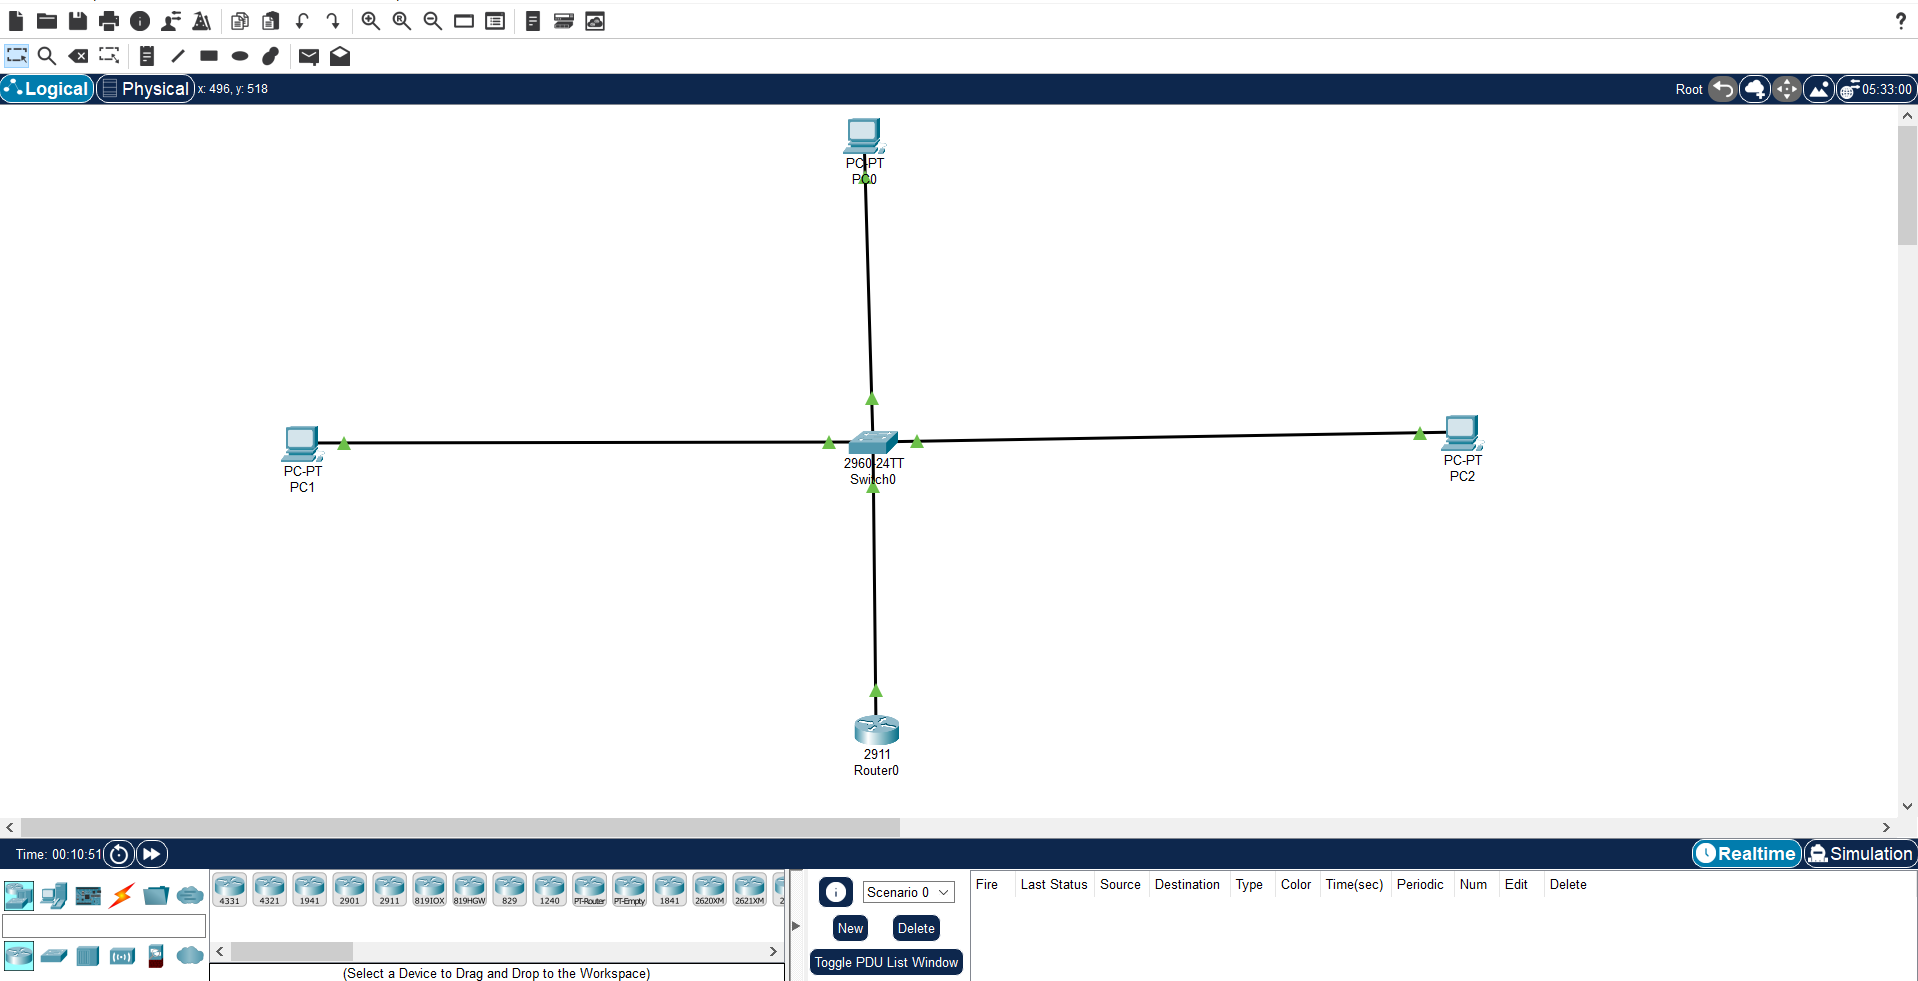 ?
Logical
Physical
x: 496, y: 518
Root
05:33:00
PC-PT
PC0
PC-PT
PC1
2960-24TT
Switch0
PC-PT
PC2
2911
Router0
Time: 00:10:51
Realtime
Simulation
4331
4321
1941
2901
2911
819IOX
819HGW
829
1240
PT-Router
PT-Empty
1841
2620XM
2621XM
2
(Select a Device to Drag and Drop to the Workspace)
Scenario 0
New
Delete
Toggle PDU List Window
Fire Last Status Source Destination Type Color Time(sec) Periodic Num Edit Delete